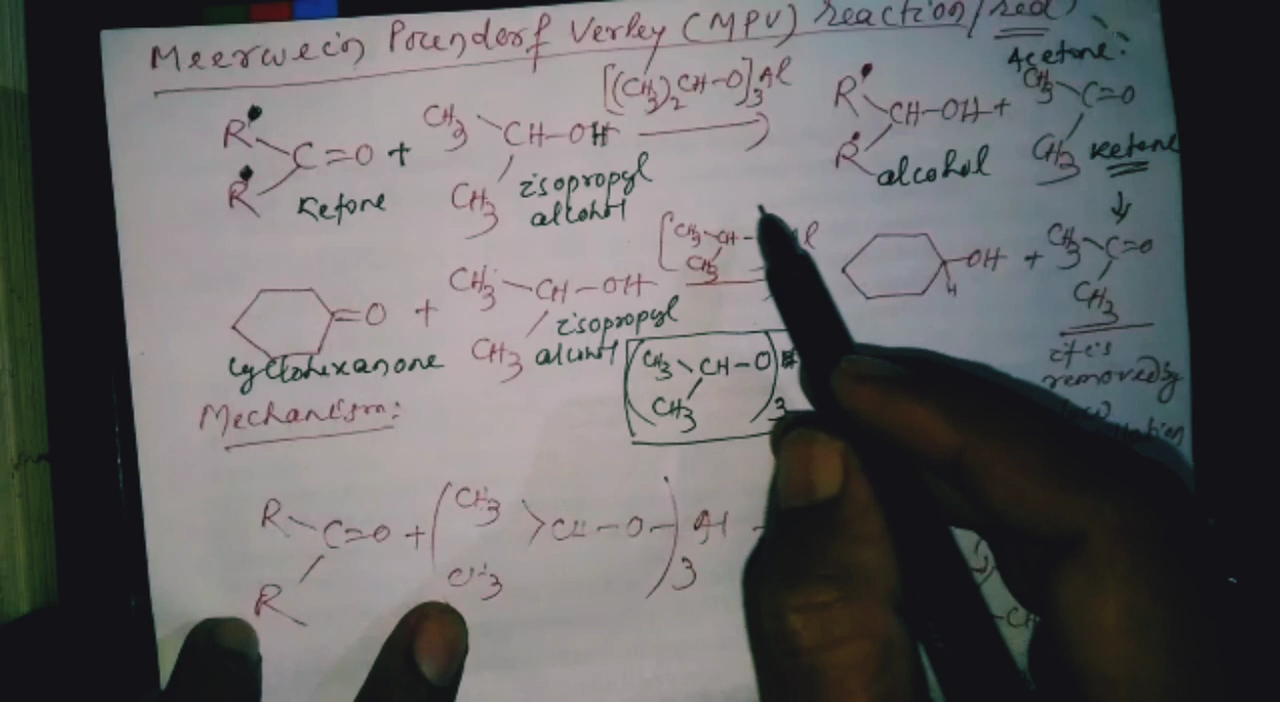 Meerwein Poundorf Verley (MPV) reaction/red
Acetone:
[(CH3)2CH-O]3Al
R CH3 R CH3
C=O + CH-OH → CH-OH + C=O
R CH3 R CH3
Ketone isopropyl alcohol alcohol ketone
CH3 CH3
=O + CH-OH -OH + C=O
CH3 H CH3
cyclohexanone isopropyl alcohol
(CH3 CH-O)3
CH3
it is
removed by
Mechanism:
R CH3
C=O + ( >CH-O-)3 Al
R CH3